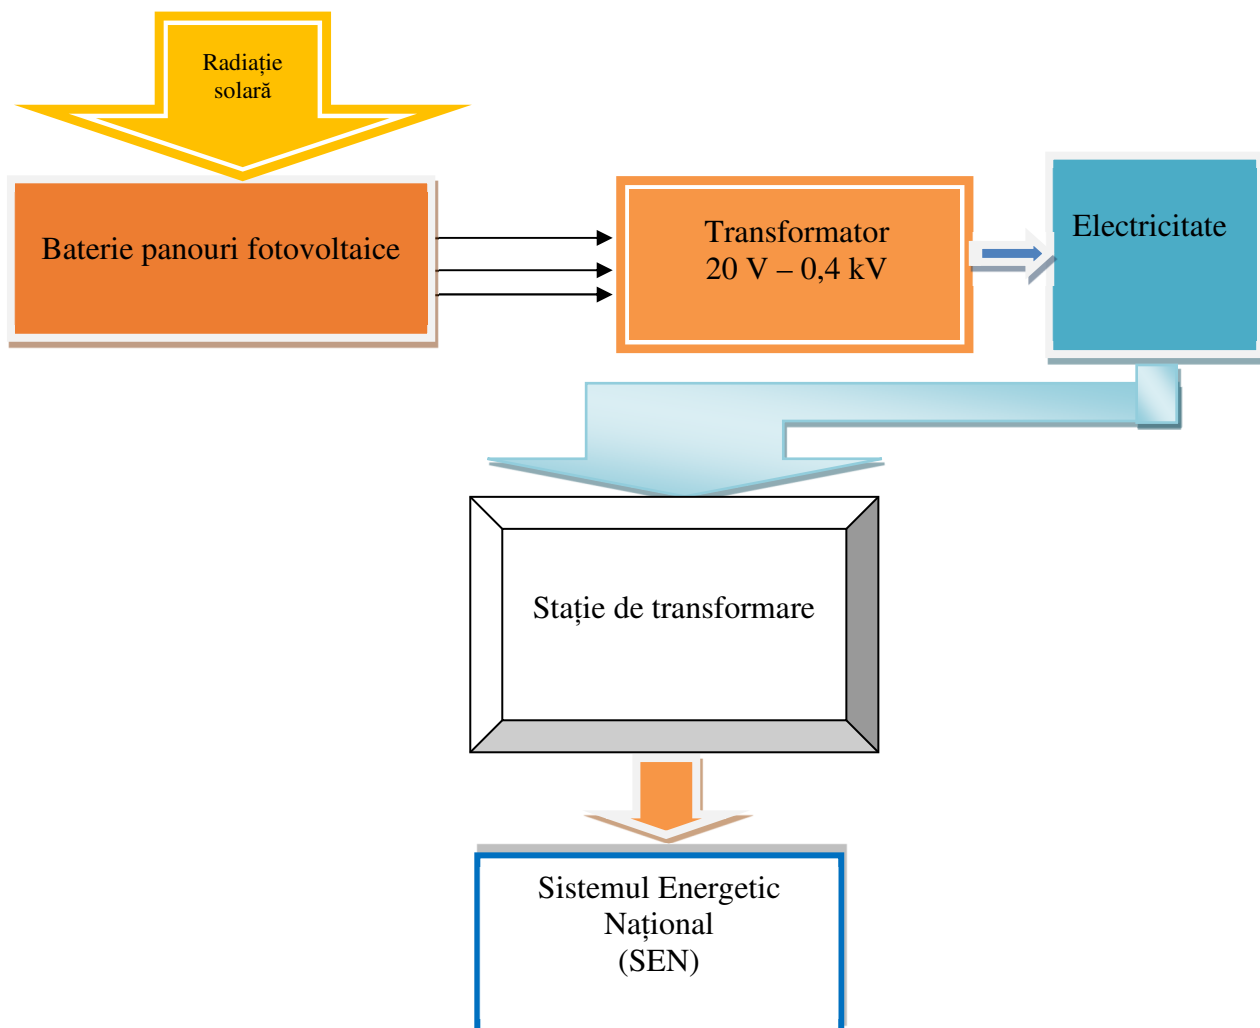 Radiație
solară
Baterie panouri fotovoltaice
Transformator
20 V – 0,4 kV
Electricitate
Stație de transformare
Sistemul Energetic
Național
(SEN)